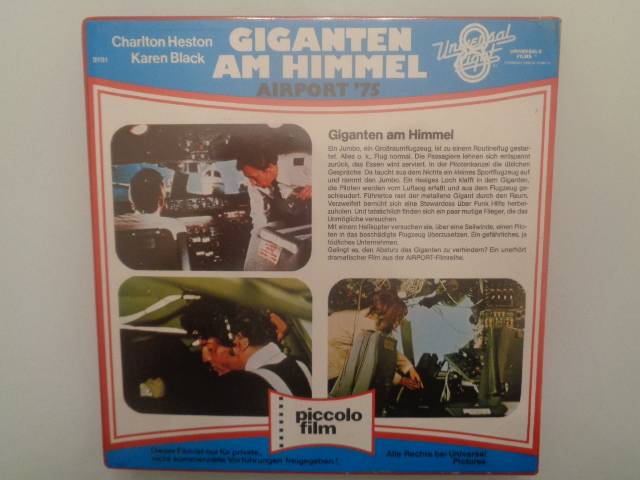 Charlton Heston
Karen Black
GIGANTEN
AM HIMMEL
AIRPORT '75
Universal
8
UNIVERSAL 8
FILMS
Giganten am Himmel
Ein Jumbo, ein Großraumflugzeug, ist zu einem Routineflug gestar-
tet. Alles o. k., Flug normal. Die Passagiere lehnen sich entspannt
zurück, das Essen wird serviert. In der Pilotenkanzel die üblichen
Gespräche. Da taucht aus dem Nichts ein kleines Sportflugzeug auf
und rammt den Jumbo. Ein riesiges Loch klafft in dem Giganten,
die Piloten werden vom Luftsog erfaßt und aus dem Flugzeug ge-
schleudert. Führerlos rast der metallene Gigant durch den Raum.
Verzweifelt bemüht sich eine Stewardess über Funk Hilfe herbei-
zuholen. Und tatsächlich finden sich ein paar mutige Flieger, die das
Unmögliche versuchen.
Mit einem Helikopter versuchen sie, über eine Seilwinde, einen Pilo-
ten in das beschädigte Flugzeug überzusetzen. Ein gefährliches, ja
tödliches Unternehmen.
Gelingt es, den Absturz des Giganten zu verhindern? Ein unerhört
dramatischer Film aus der AIRPORT-Filmreihe.
piccolo
film
Dieser Film ist nur für private,
nicht kommerzielle Vorführungen freigegeben!
Alle Rechte bei Universal
Pictures